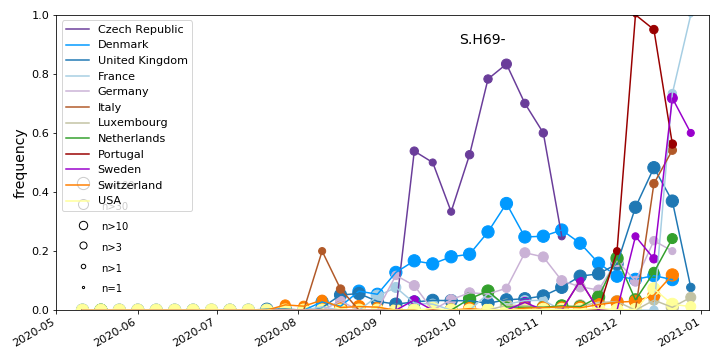 S.H69-
Czech Republic
Denmark
United Kingdom
France
Germany
Italy
Luxembourg
Netherlands
Portugal
Sweden
Switzerland
USA
n>30
n>10
n>3
n>1
n=1
frequency
1.0
0.8
0.6
0.4
0.2
0.0
2020-05
2020-06
2020-07
2020-08
2020-09
2020-10
2020-11
2020-12
2021-01